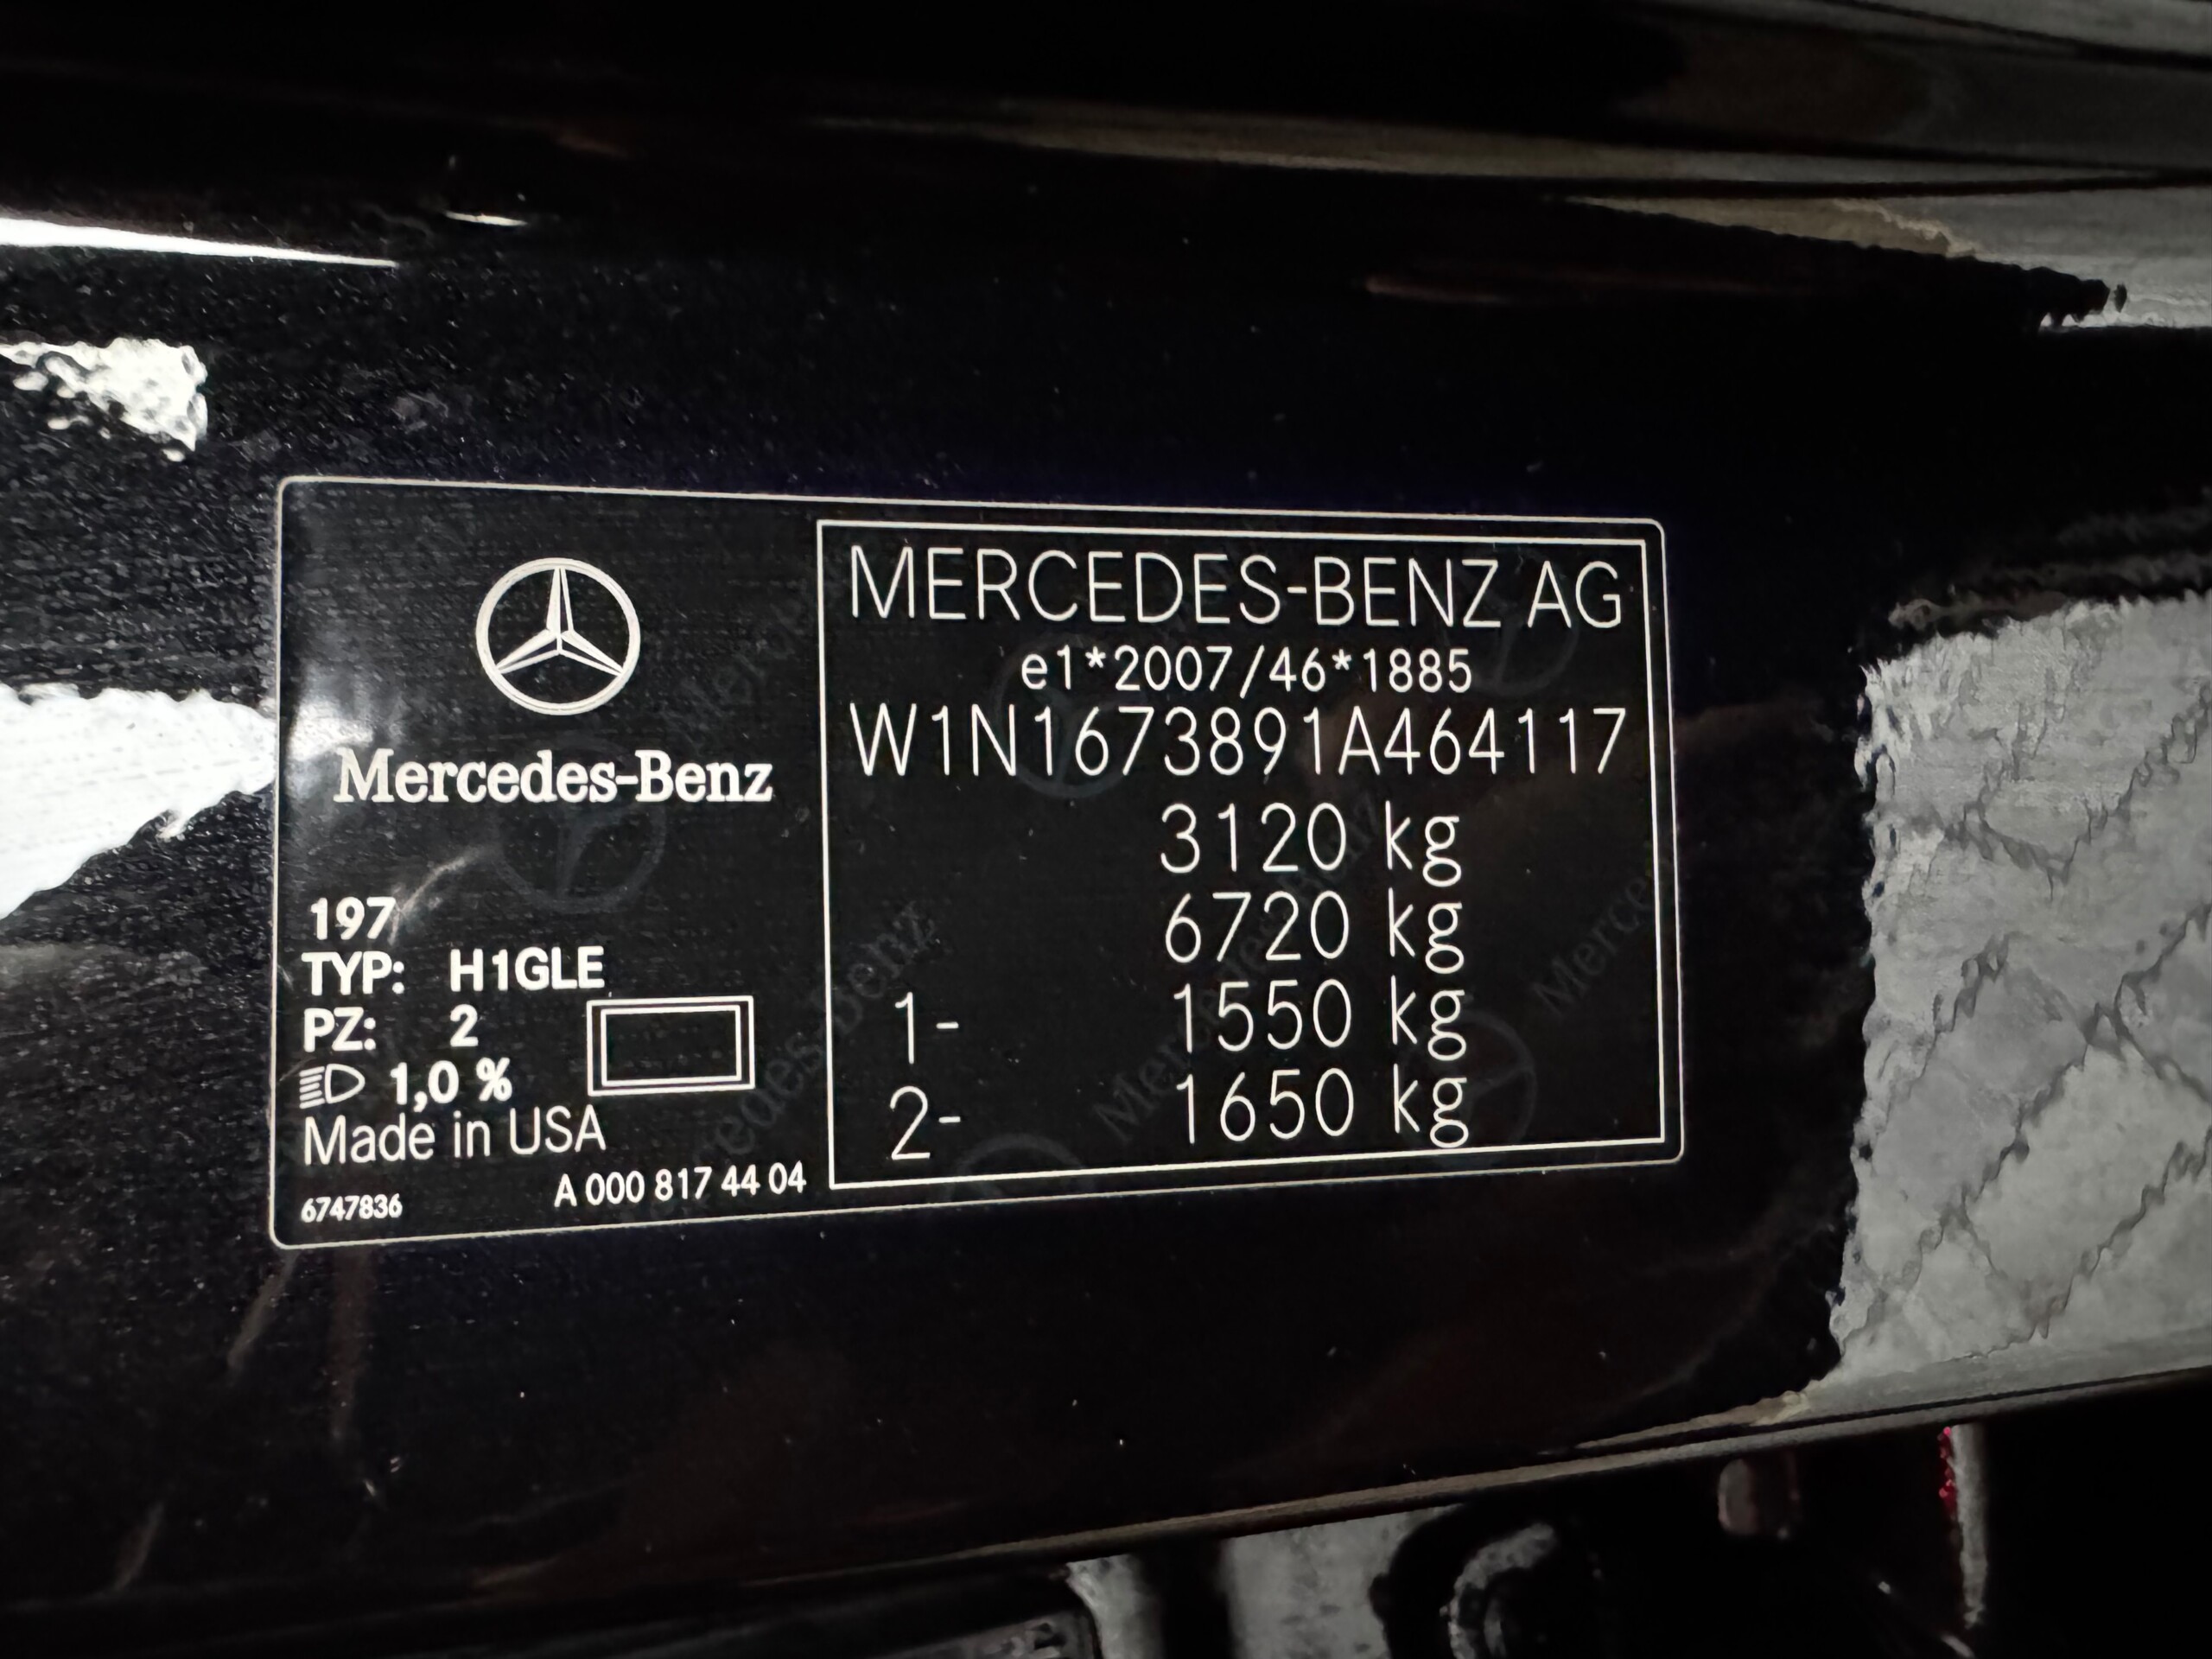 Mercedes-Benz
197
TYP: H1GLE
PZ: 2
1,0 %
Made in USA
6747836
A 000 817 44 04
MERCEDES-BENZ AG
e1*2007/46*1885
W1N1673891A464117
3120 kg
6720 kg
1- 1550 kg
2- 1650 kg